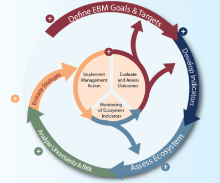 Define EBM Goals & Targets
Develop Indicators
Assess Ecosystem
Analyze Uncertainty & Risk
Evaluate Strategies
Implement
Management
Action
Evaluate
and Assess
Outcomes
Monitoring
of Ecosystem
Indicators